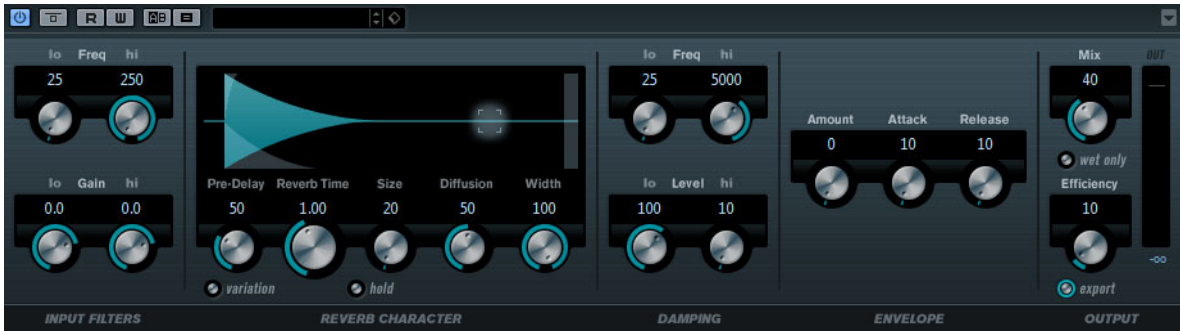 R W AB
lo Freq hi
25 250
lo Gain hi
0.0 0.0
INPUT FILTERS
Pre-Delay Reverb Time Size Diffusion Width
50 1.00 20 50 100
variation hold
REVERB CHARACTER
lo Freq hi
25 5000
lo Level hi
100 10
DAMPING
Amount Attack Release
0 10 10
ENVELOPE
Mix OUT
40
wet only
Efficiency
10
-∞
export
OUTPUT